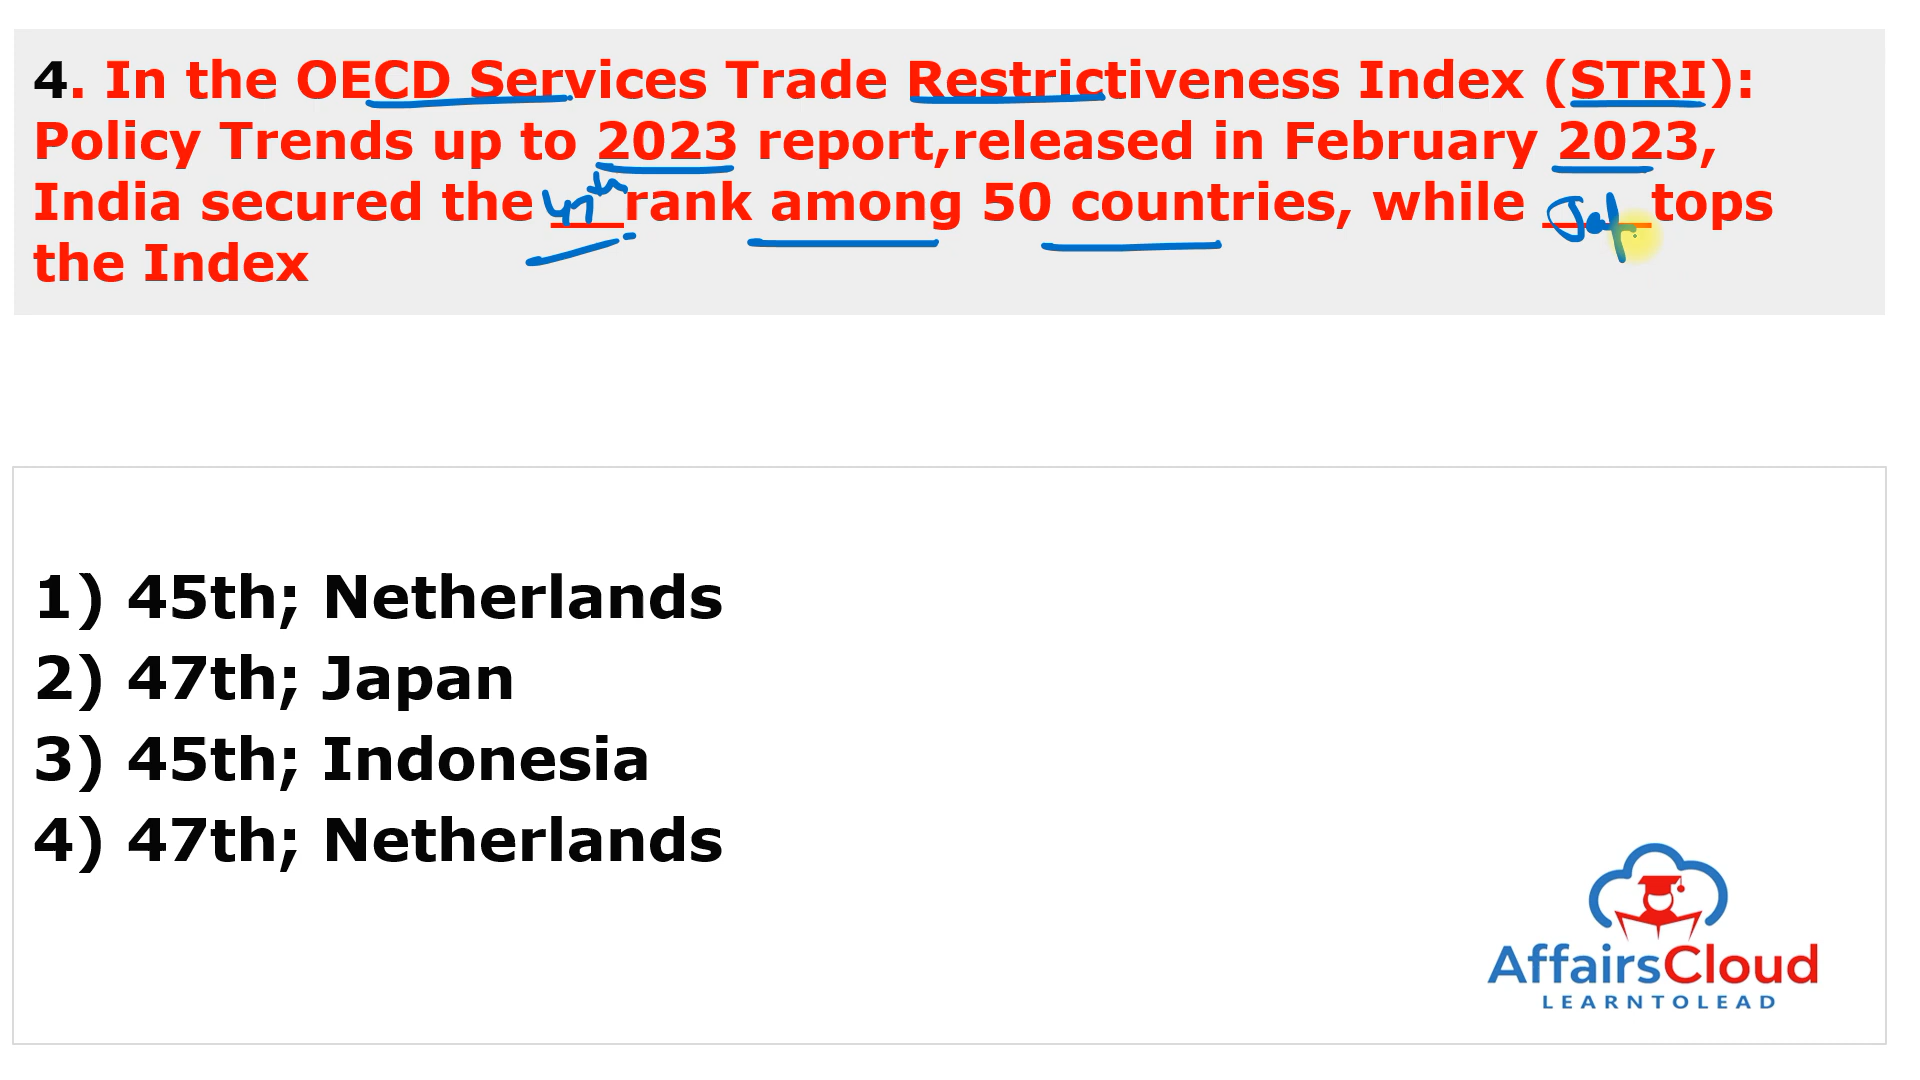 4. In the OECD Services Trade Restrictiveness Index (STRI):
Policy Trends up to 2023 report,released in February 2023,
India secured the 47th rank among 50 countries, while Jap tops
the Index
1) 45th; Netherlands
2) 47th; Japan
3) 45th; Indonesia
4) 47th; Netherlands
AffairsCloud
LEARNTOLEAD